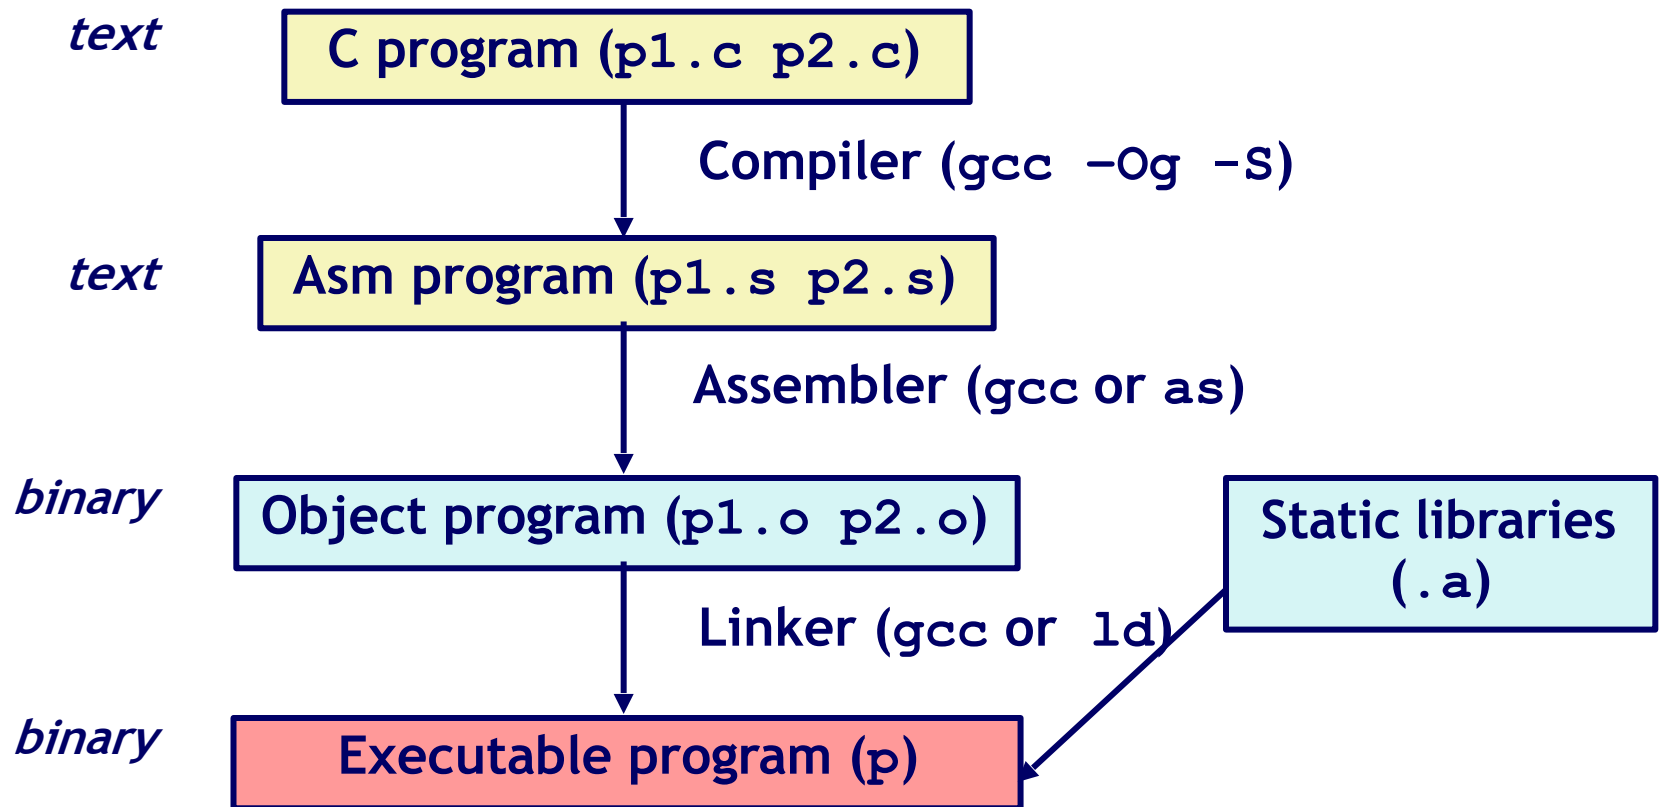 text
C program (p1.c p2.c)
Compiler (gcc –Og -S)
text
Asm program (p1.s p2.s)
Assembler (gcc or as)
binary
Object program (p1.o p2.o)
Static libraries
(.a)
Linker (gcc or ld)
binary
Executable program (p)